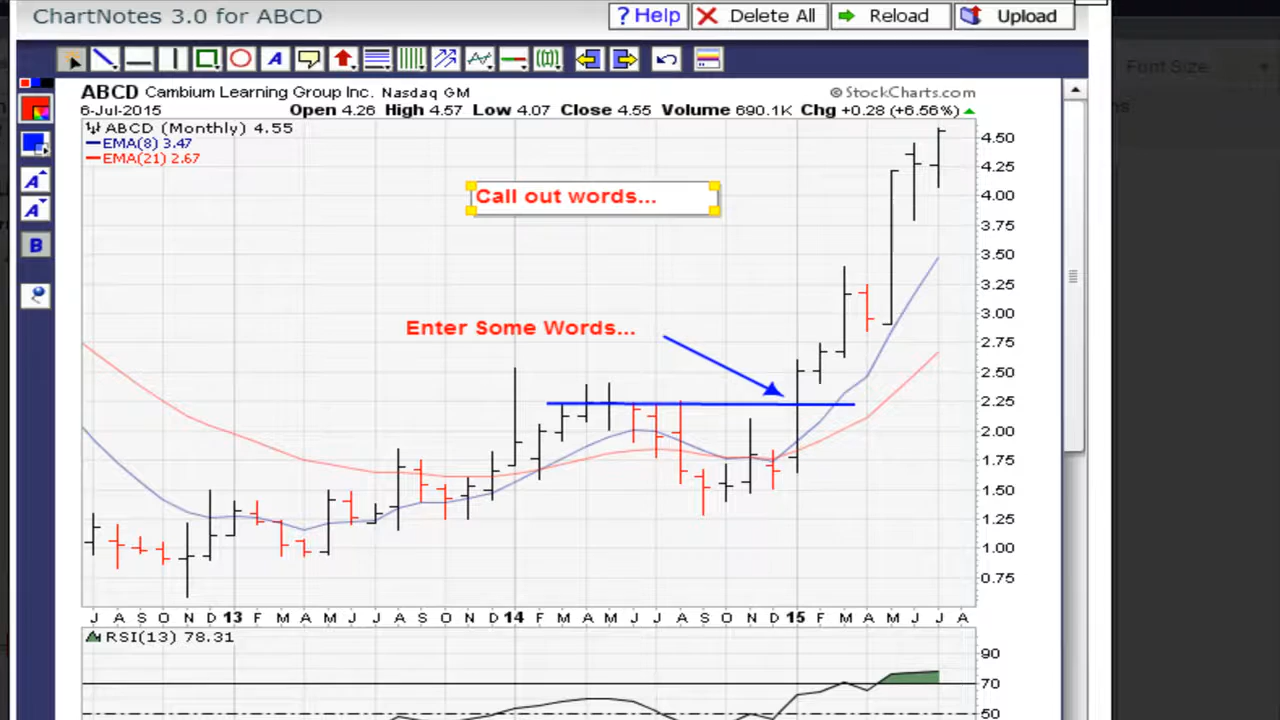 ChartNotes 3.0 for ABCD
? Help
Delete All
Reload
Upload
Font Size
A
ABCD Cambium Learning Group Inc. Nasdaq GM
© StockCharts.com
6-Jul-2015
Open 4.26 High 4.57 Low 4.07 Close 4.55 Volume 690.1K Chg +0.28 (+6.56%)
ABCD (Monthly) 4.55
EMA(8) 3.47
EMA(21) 2.67
A
A
B
Call out words...
Enter Some Words...
4.50
4.25
4.00
3.75
3.50
3.25
3.00
2.75
2.50
2.25
2.00
1.75
1.50
1.25
1.00
0.75
J A S O N D 13 F M A M J J A S O N D 14 F M A M J J A S O N D 15 F M A M J J A
RSI(13) 78.31
90
70
50